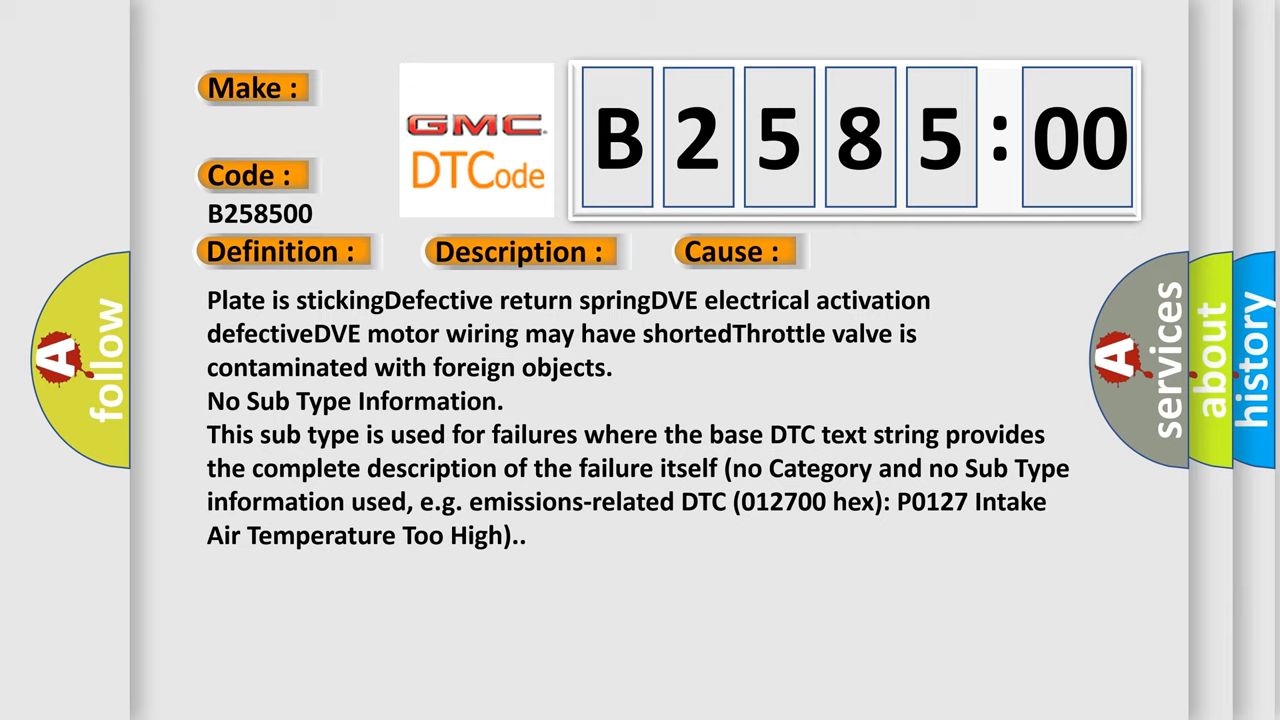 Make :
GMC
DTCode
B2585:00
Code :
B258500
Definition :
Description :
Cause :
Plate is stickingDefective return springDVE electrical activation
defectiveDVE motor wiring may have shortedThrottle valve is
contaminated with foreign objects.
No Sub Type Information.
This sub type is used for failures where the base DTC text string provides
the complete description of the failure itself (no Category and no Sub Type
information used, e.g. emissions-related DTC (012700 hex): P0127 Intake
Air Temperature Too High)..
A
follow
A
services
about
history